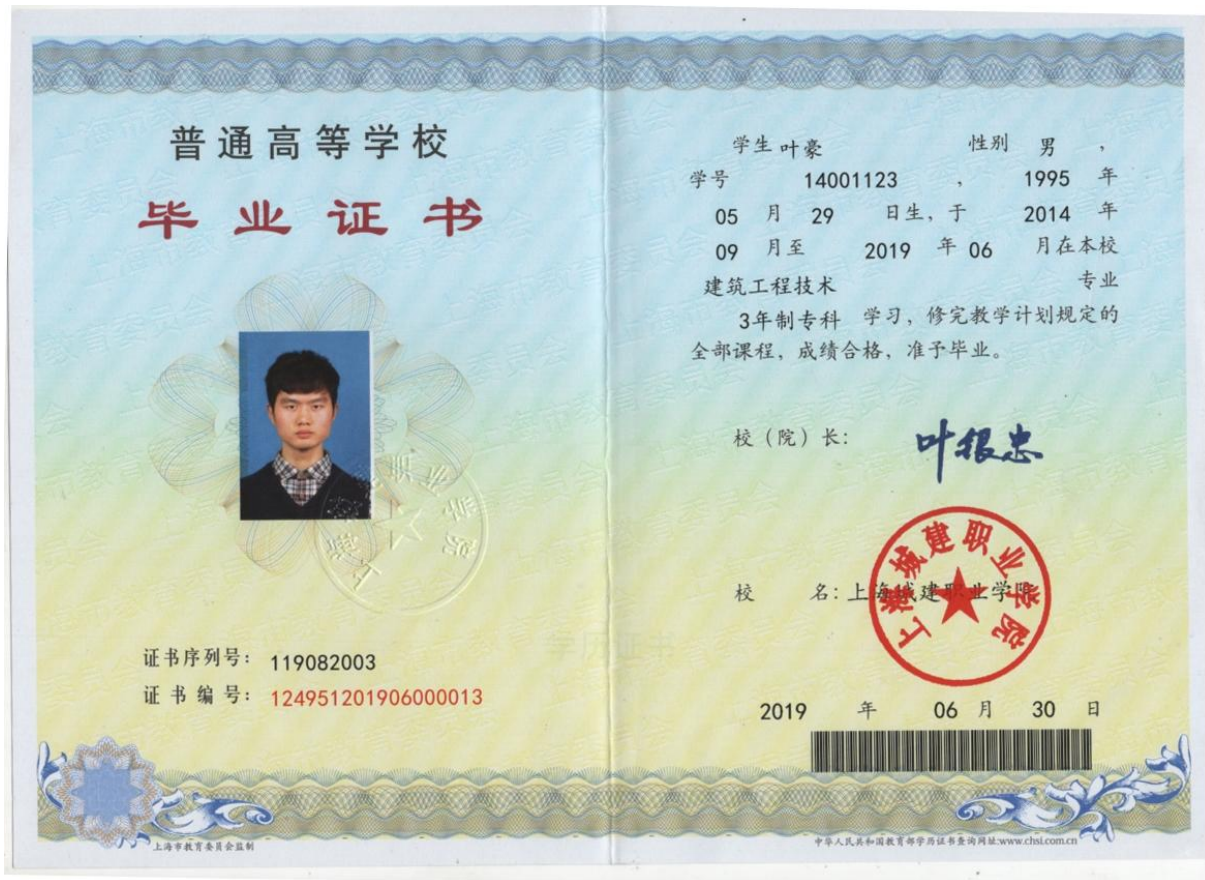 普通高等学校
毕业证书
证书序列号: 119082003
证书编号: 124951201906000013
上海市教育委员会监制
学生 叶豪 性别 男 ,
学号 14001123 , 1995 年
05 月 29 日生, 于 2014 年
09 月至 2019 年 06 月在本校
建筑工程技术 专业
3年制专科 学习, 修完教学计划规定的
全部课程, 成绩合格, 准予毕业。
校(院)长: 叶银忠
校 名: 上海城建职业学院
上海城建职业学院
2019 年 06 月 30 日
学历证书
中华人民共和国教育部学历证书查询网址:www.chsi.com.cn